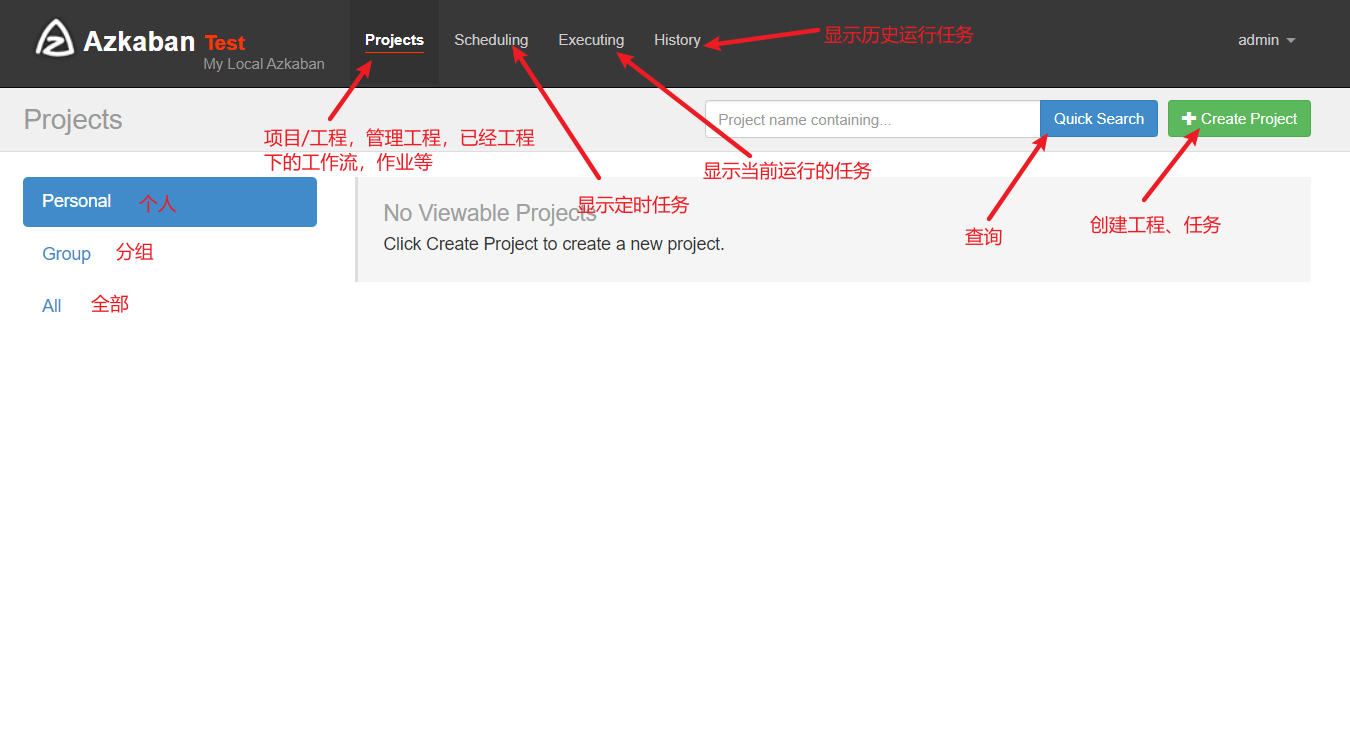 Azkaban Test
My Local Azkaban
Projects
Scheduling
Executing
History
显示历史运行任务
admin
Projects
Project name containing...
Quick Search
Create Project
项目/工程，管理工程，已经工程
下的工作流，作业等
显示当前运行的任务
显示定时任务
查询
创建工程、任务
Personal 个人
Group 分组
All 全部
No Viewable Projects
Click Create Project to create a new project.